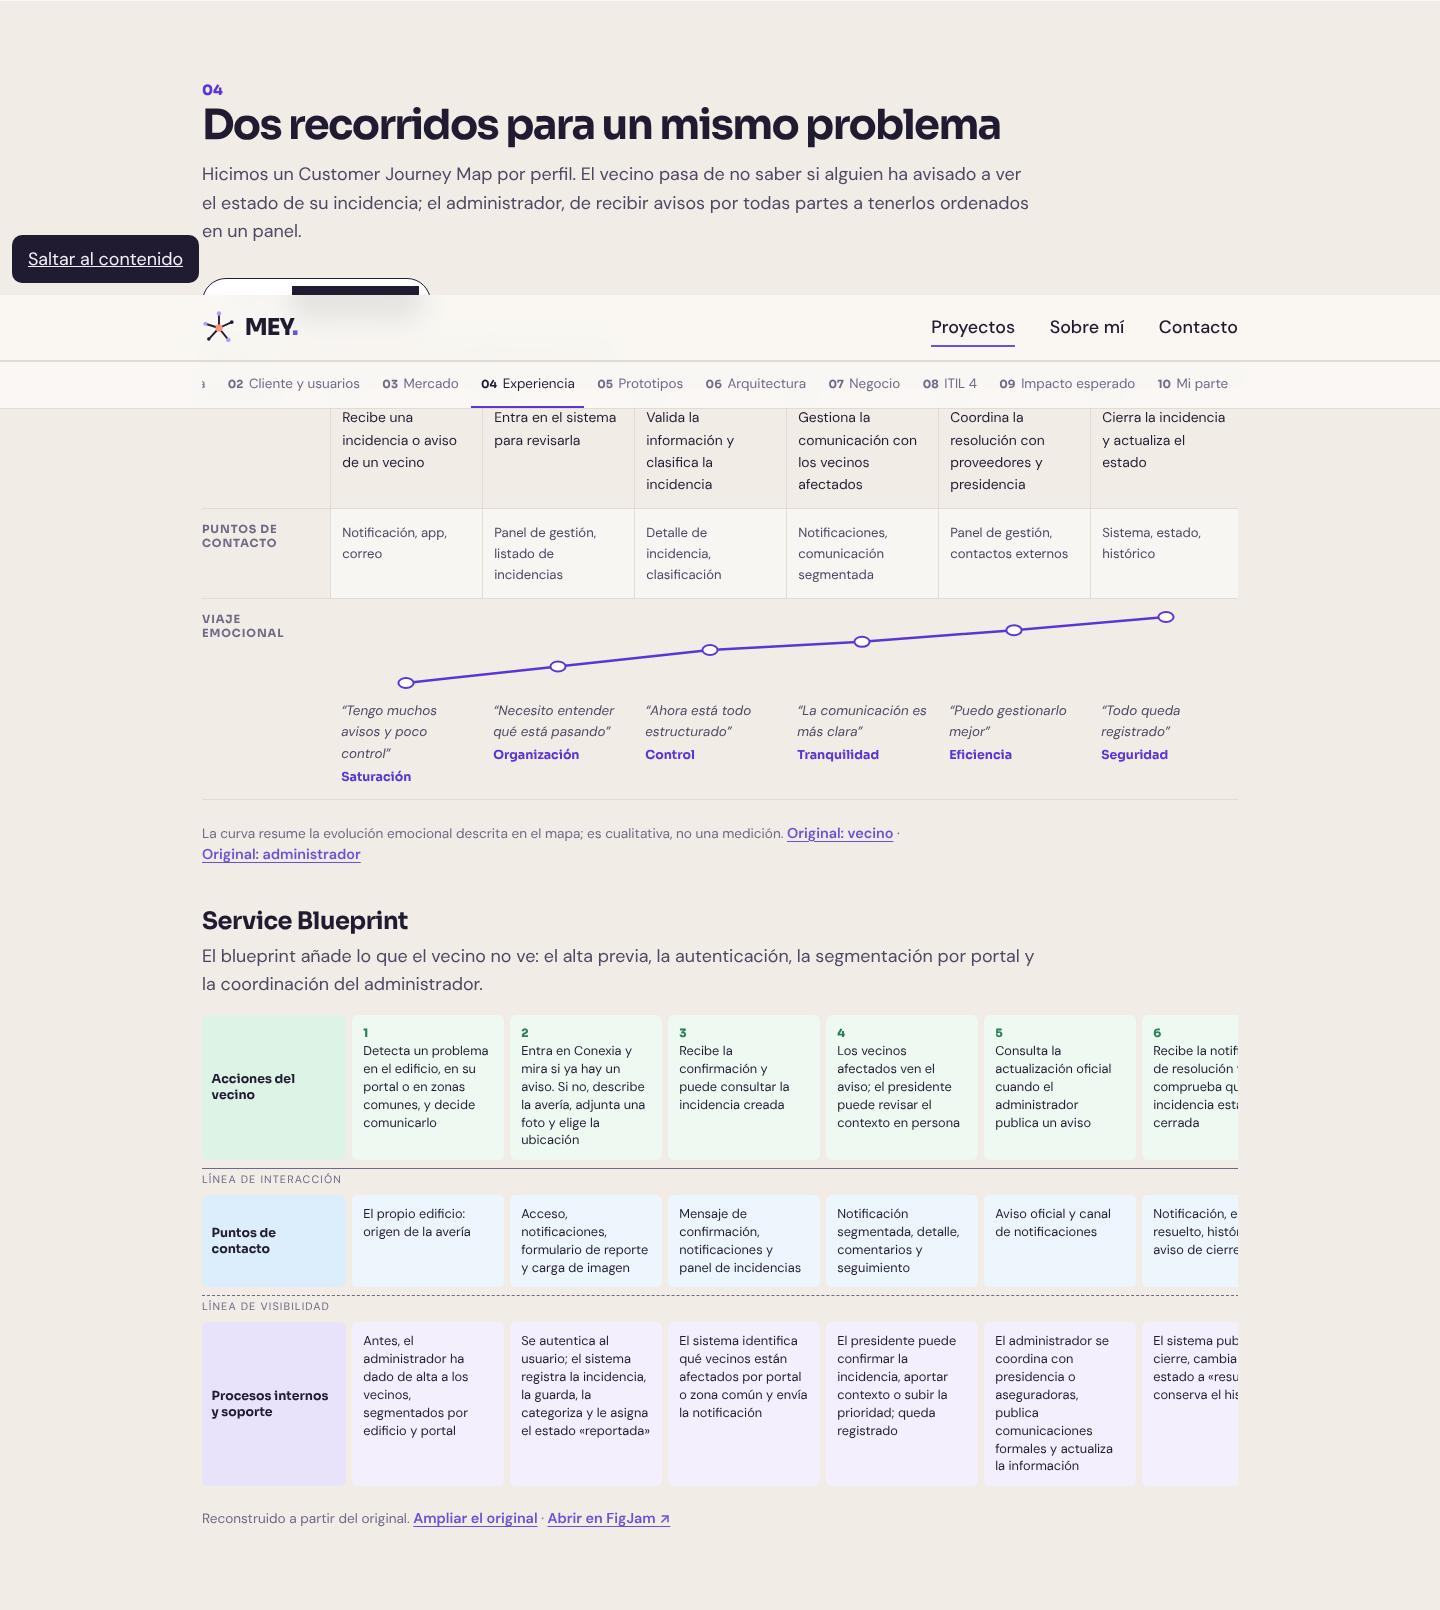 04
Dos recorridos para un mismo problema
Hicimos un Customer Journey Map por perfil. El vecino pasa de no saber si alguien ha avisado a ver
el estado de su incidencia; el administrador, de recibir avisos por todas partes a tenerlos ordenados
en un panel.
Saltar al contenido
MEY.
Proyectos
Sobre mí
Contacto
02 Cliente y usuarios
03 Mercado
04 Experiencia
05 Prototipos
06 Arquitectura
07 Negocio
08 ITIL 4
09 Impacto esperado
10 Mi parte
Recibe una
incidencia o aviso
de un vecino
Entra en el sistema
para revisarla
Valida la
información y
clasifica la
incidencia
Gestiona la
comunicación con
los vecinos
afectados
Coordina la
resolución con
proveedores y
presidencia
Cierra la incidencia
y actualiza el
estado
PUNTOS DE
CONTACTO
Notificación, app,
correo
Panel de gestión,
listado de
incidencias
Detalle de
incidencia,
clasificación
Notificaciones,
comunicación
segmentada
Panel de gestión,
contactos externos
Sistema, estado,
histórico
VIAJE
EMOCIONAL
“Tengo muchos
avisos y poco
control”
Saturación
“Necesito entender
qué está pasando”
Organización
“Ahora está todo
estructurado”
Control
“La comunicación es
más clara”
Tranquilidad
“Puedo gestionarlo
mejor”
Eficiencia
“Todo queda
registrado”
Seguridad
La curva resume la evolución emocional descrita en el mapa; es cualitativa, no una medición. Original: vecino ·
Original: administrador
Service Blueprint
El blueprint añade lo que el vecino no ve: el alta previa, la autenticación, la segmentación por portal y
la coordinación del administrador.
Acciones del
vecino
1
Detecta un problema
en el edificio, en su
portal o en zonas
comunes, y decide
comunicarlo
2
Entra en Conexia y
mira si ya hay un
aviso. Si no, describe
la avería, adjunta una
foto y elige la
ubicación
3
Recibe la
confirmación y
puede consultar la
incidencia creada
4
Los vecinos
afectados ven el
aviso; el presidente
puede revisar el
contexto en persona
5
Consulta la
actualización oficial
cuando el
administrador
publica un aviso
6
Recibe la
de resolución
comprueba
incidencia
cerrada
LÍNEA DE INTERACCIÓN
Puntos de
contacto
El propio edificio:
origen de la avería
Acceso,
notificaciones,
formulario de reporte
y carga de imagen
Mensaje de
confirmación,
notificaciones y
panel de incidencias
Notificación
segmentada, detalle,
comentarios y
seguimiento
Aviso oficial y canal
de notificaciones
Notificación,
resuelto,
aviso de cierre
LÍNEA DE VISIBILIDAD
Procesos internos
y soporte
Antes, el
administrador ha
dado de alta a los
vecinos,
segmentados por
edificio y portal
Se autentica al
usuario; el sistema
registra la incidencia,
la guarda, la
categoriza y le asigna
el estado «reportada»
El sistema identifica
qué vecinos están
afectados por portal
o zona común y envía
la notificación
El presidente puede
confirmar la
incidencia, aportar
contexto o subir la
prioridad; queda
registrado
El administrador se
coordina con
presidencia o
aseguradoras,
publica
comunicaciones
formales y actualiza
la información
El sistema
cierre, cambia
estado a
conserva el
Reconstruido a partir del original. Ampliar el original · Abrir en FigJam ↗